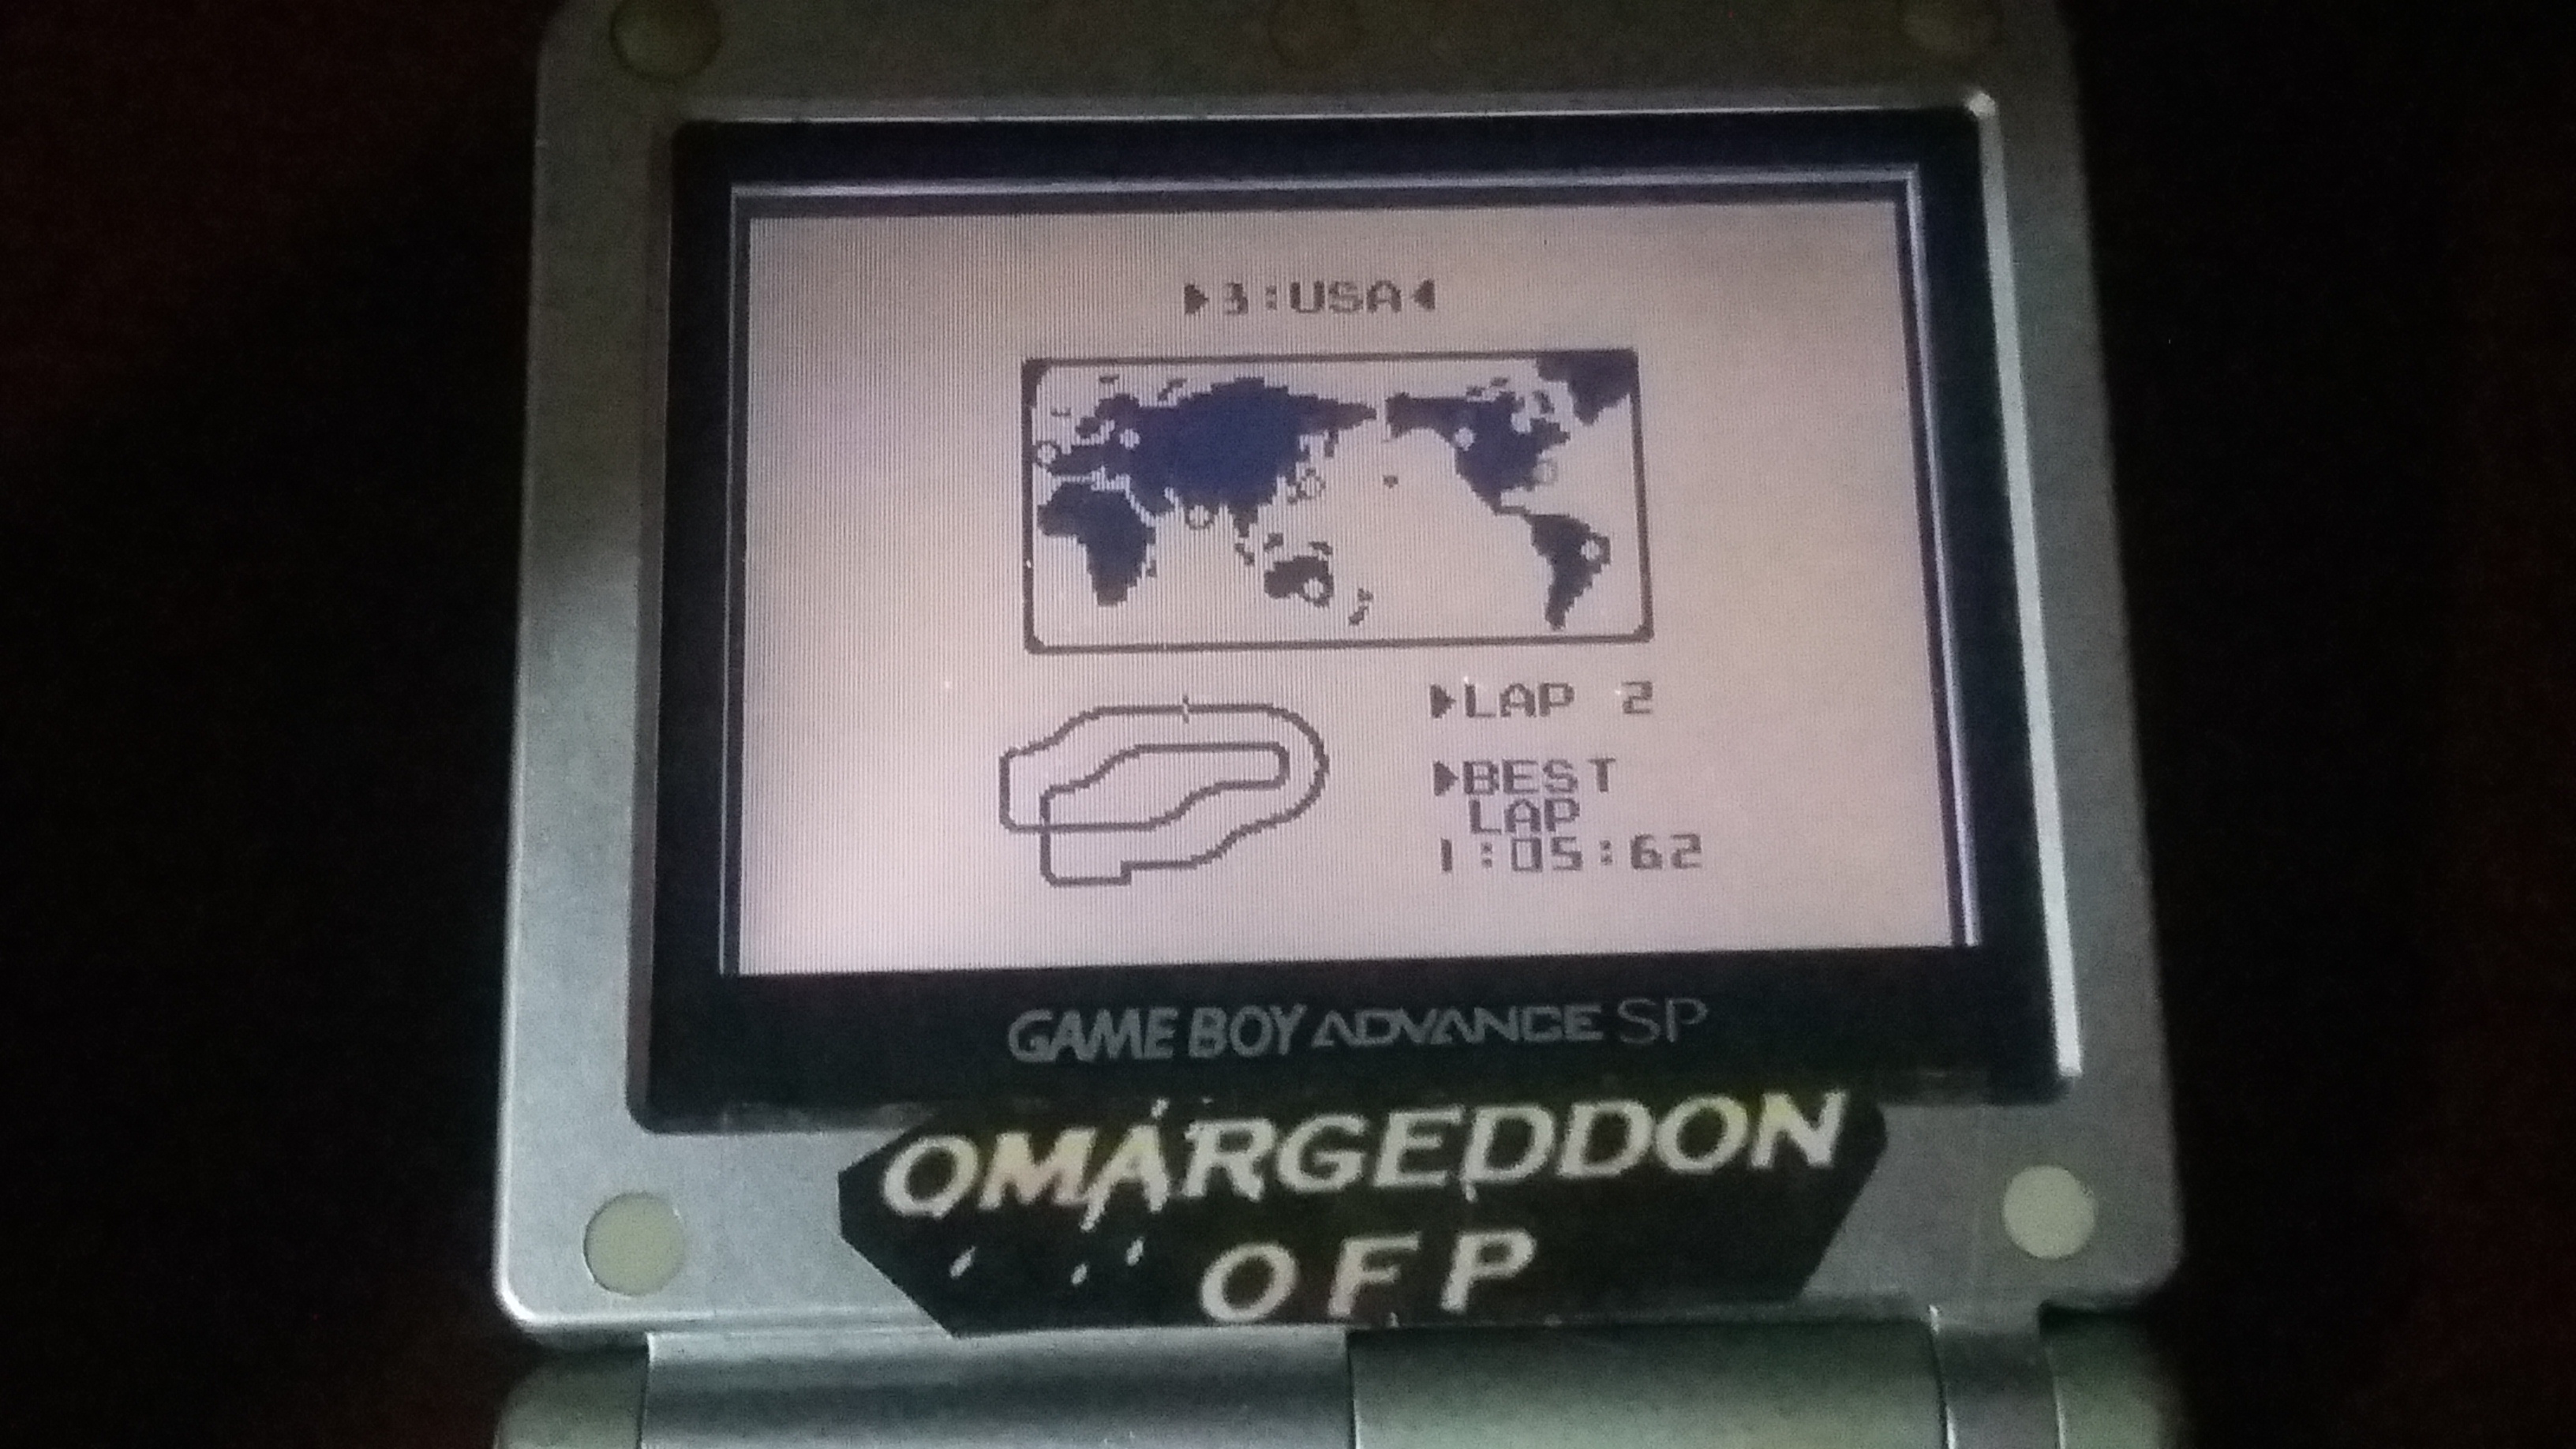 ▶3:USA◀
▶LAP 2
▶BEST
LAP
1:05:62
GAME BOY ADVANCE SP
OMARGEDDON
OFP